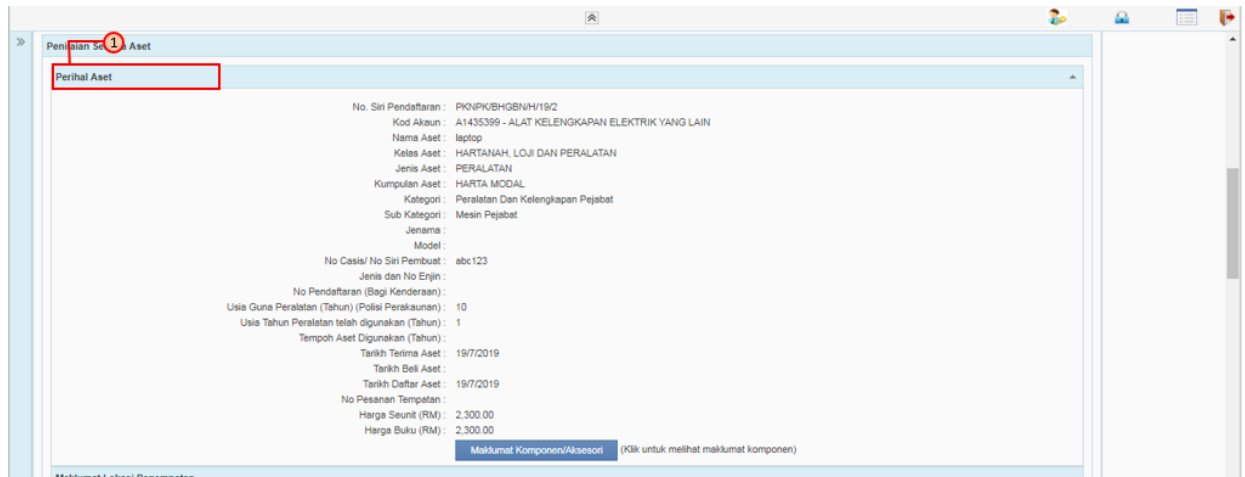 Penilaian Se Aset
1
Perihal Aset
No. Siri Pendaftaran : PKNPK/BHGBN/H/19/2
Kod Akaun : A1435399 - ALAT KELENGKAPAN ELEKTRIK YANG LAIN
Nama Aset : laptop
Kelas Aset : HARTANAH, LOJI DAN PERALATAN
Jenis Aset : PERALATAN
Kumpulan Aset : HARTA MODAL
Kategori : Peralatan Dan Kelengkapan Pejabat
Sub Kategori : Mesin Pejabat
Jenama :
Model :
No Casis/ No Siri Pembuat : abc123
Jenis dan No Enjin :
No Pendaftaran (Bagi Kenderaan) :
Usia Guna Peralatan (Tahun) (Polisi Perakaunan) : 10
Usia Tahun Peralatan telah digunakan (Tahun) : 1
Tempoh Aset Digunakan (Tahun) :
Tarikh Terima Aset : 19/7/2019
Tarikh Beli Aset :
Tarikh Daftar Aset : 19/7/2019
No Pesanan Tempatan :
Harga Seunit (RM) : 2,300.00
Harga Buku (RM) : 2,300.00
Maklumat Komponen/Aksesori (Klik untuk melihat maklumat komponen)
Maklumat Lokasi Penempatan